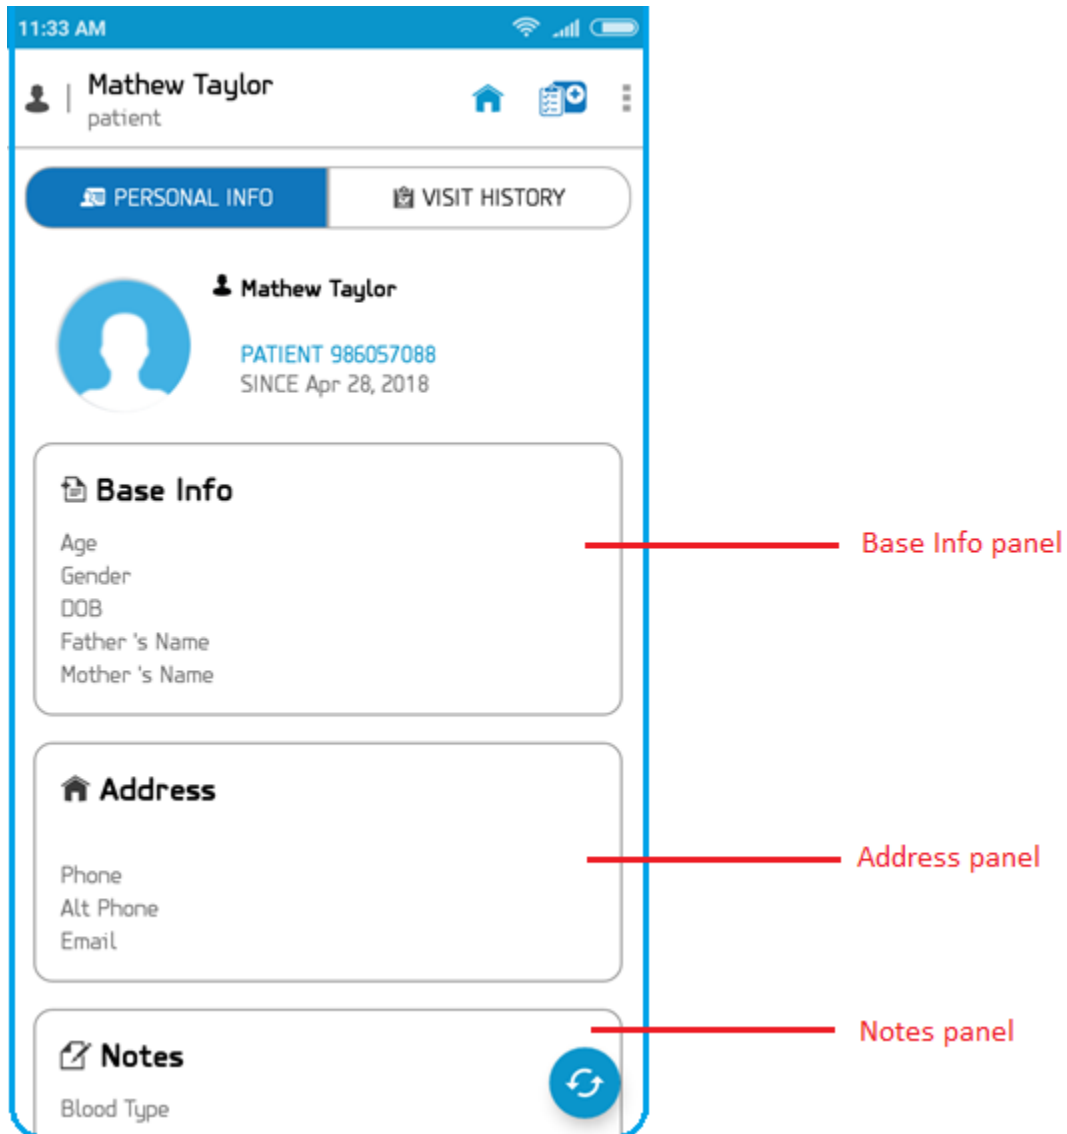 11:33 AM
Mathew Taylor
patient
PERSONAL INFO
VISIT HISTORY
Mathew Taylor
PATIENT 986057088
SINCE Apr 28, 2018
Base Info
Age
Gender
DOB
Father 's Name
Mother 's Name
Base Info panel
Address
Phone
Alt Phone
Email
Address panel
Notes
Blood Type
Notes panel